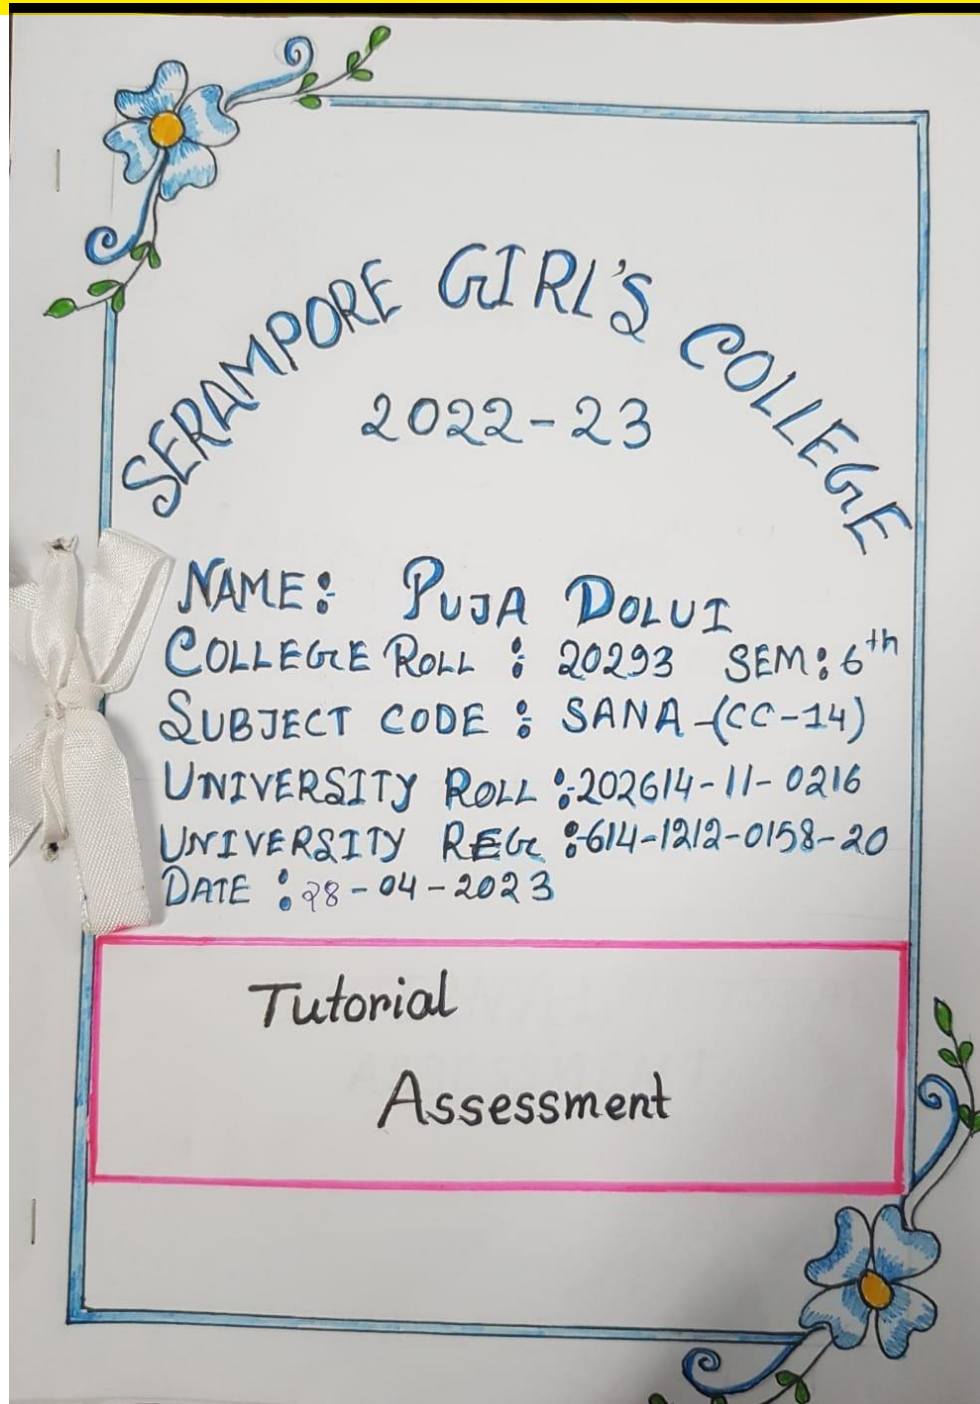 SERAMPORE GIRL'S COLLEGE
2022-23
NAME: PUJA DOLUI
COLLEGE ROLL : 20293 SEM: 6th
SUBJECT CODE : SANA-(CC-14)
UNIVERSITY ROLL :-202614-11-0216
UNIVERSITY REG :-614-1212-0158-20
DATE : 28-04-2023
Tutorial
Assessment